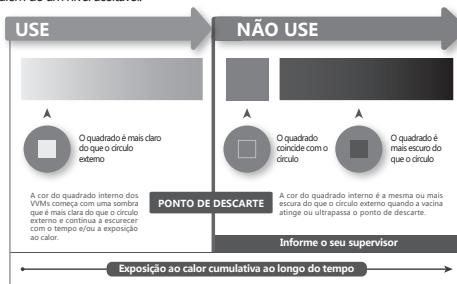 USE
NÃO USE
O quadrado é mais claro
do que o círculo
externo
O quadrado
coincide com o
círculo
O quadrado é
mais escuro do
que o círculo
A cor do quadrado interno dos
VVMs começa com uma sombra
que é mais clara do que o círculo
externo e continua a escurecer
com o tempo e/ou a exposição
ao calor.
PONTO DE DESCARTE
A cor do quadrado interno é a mesma ou mais
escura do que o círculo externo quando a vacina
atinge ou ultrapassa o ponto de descarte.
Informe o seu supervisor
Exposição ao calor cumulativa ao longo do tempo